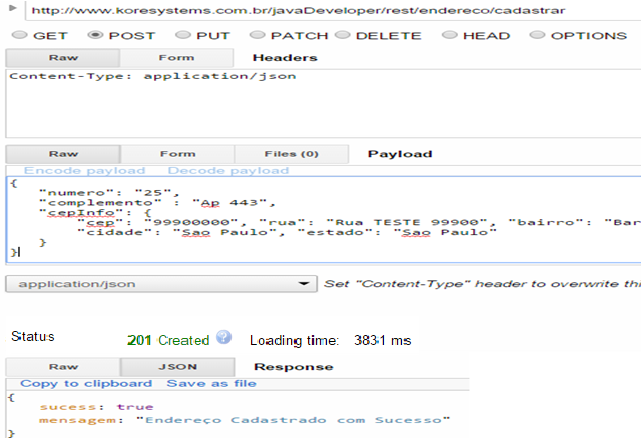 http://www.koresystems.com.br/javaDeveloper/rest/endereco/cadastrar
GET POST PUT PATCH DELETE HEAD OPTIONS
Raw Form Headers
Content-Type: application/json
Raw Form Files (0) Payload
Encode payload Decode payload
{
"numero": "25",
"complemento" : "Ap 443",
"cepInfo": {
"cep": "99900000", "rua": "Rua TESTE 99900", "bairro": "Bar
"cidade": "Sao Paulo", "estado": "Sao Paulo"
}
}
application/json Set "Content-Type" header to overwrite thi
Status 201 Created ? Loading time: 3831 ms
Raw JSON Response
Copy to clipboard Save as file
{
sucess: true
mensagem: "Endereço Cadastrado com Sucesso"
}